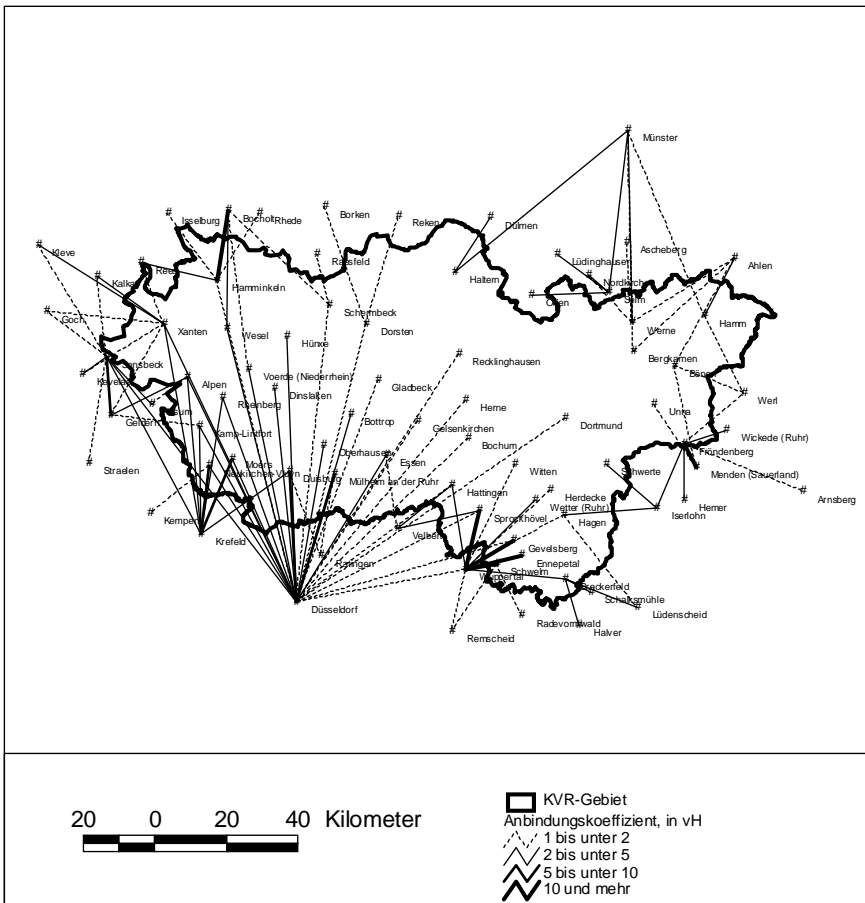 Münster
Isselburg
Bocholt
Rhede
Borken
Reken
Dülmen
Ascheberg
Kleve
Rees
Raesfeld
Lüdinghausen
Ahlen
Kalkar
Hamminkeln
Haltern
Nordkirchen
Olfen
Selm
Goch
Xanten
Schermbeck
Dorsten
Werne
Hamm
Wesel
Hünxe
Bergkamen
Sonsbeck
Voerde (Niederrhein)
Recklinghausen
Bönen
Kevelaer
Alpen
Dinslaken
Gladbeck
Rheinberg
Werl
Issum
Herne
Geldern
Bottrop
Gelsenkirchen
Dortmund
Unna
Kamp-Lintfort
Wickede (Ruhr)
Oberhausen
Bochum
Fröndenberg
Straelen
Moers
Essen
Witten
Schwerte
Menden (Sauerland)
Neukirchen-Vluyn
Duisburg
Mülheim an der Ruhr
Hattingen
Herdecke
Hemer
Arnsberg
Wetter (Ruhr)
Iserlohn
Kempen
Sprockhövel
Hagen
Krefeld
Velbert
Gevelsberg
Ratingen
Ennepetal
Schwelm
Wuppertal
Breckerfeld
Schalksmühle
Düsseldorf
Lüdenscheid
Radevormwald
Halver
Remscheid
20 0 20 40 Kilometer
KVR-Gebiet
Anbindungskoeffizient, in vH
1 bis unter 2
2 bis unter 5
5 bis unter 10
10 und mehr